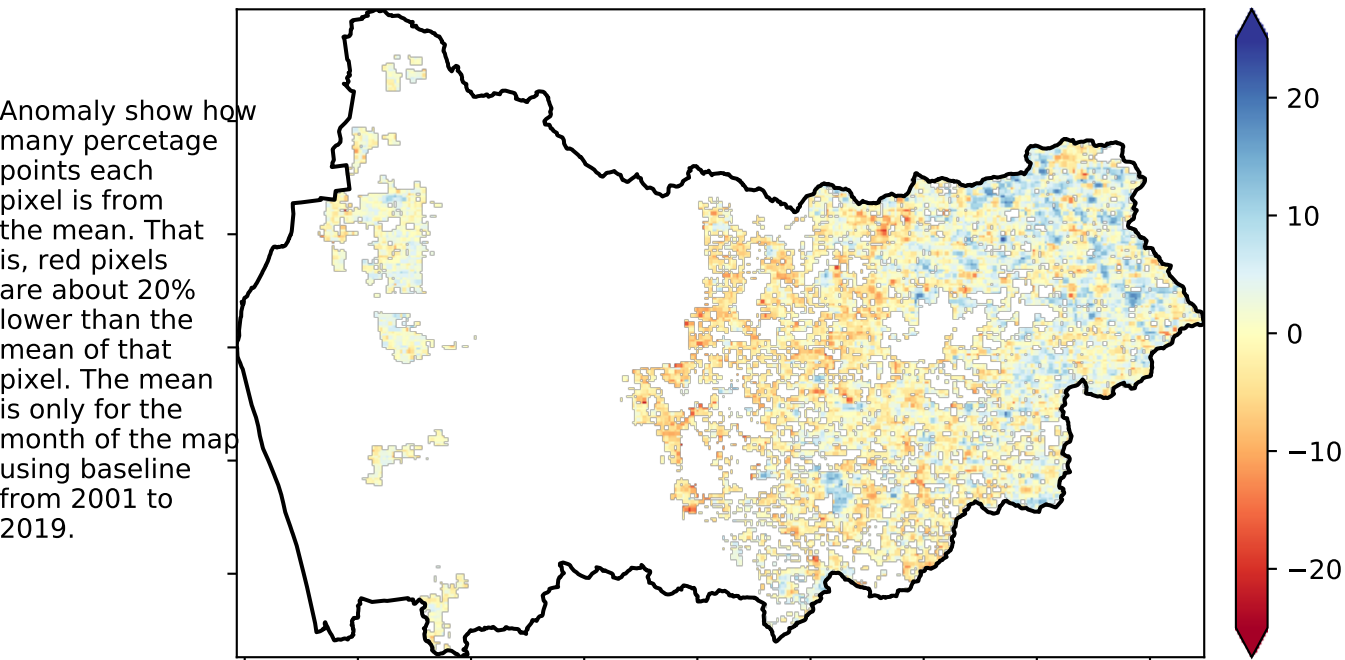 Anomaly show how
many percetage
points each
pixel is from
the mean. That
is, red pixels
are about 20%
lower than the
mean of that
pixel. The mean
is only for the
month of the map
using baseline
from 2001 to
2019.
20
10
0
−10
−20